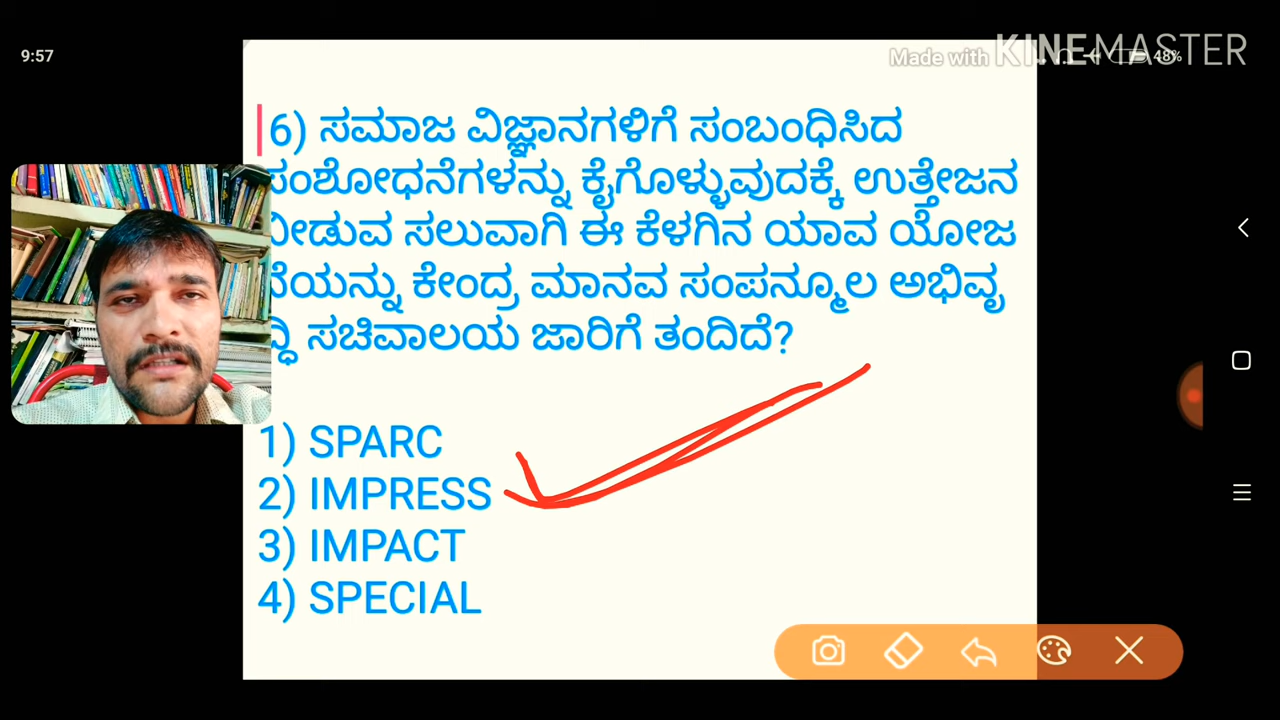 9:57
Made with KINEMASTER
48%
6) ಸಮಾಜ ವಿಜ್ಞಾನಗಳಿಗೆ ಸಂಬಂಧಿಸಿದ
ಸಂಶೋಧನೆಗಳನ್ನು ಕೈಗೊಳ್ಳುವುದಕ್ಕೆ ಉತ್ತೇಜನ
ನೀಡುವ ಸಲುವಾಗಿ ಈ ಕೆಳಗಿನ ಯಾವ ಯೋಜ
ನೆಯನ್ನು ಕೇಂದ್ರ ಮಾನವ ಸಂಪನ್ಮೂಲ ಅಭಿವೃ
ದ್ಧಿ ಸಚಿವಾಲಯ ಜಾರಿಗೆ ತಂದಿದೆ?
1) SPARC
2) IMPRESS
3) IMPACT
4) SPECIAL